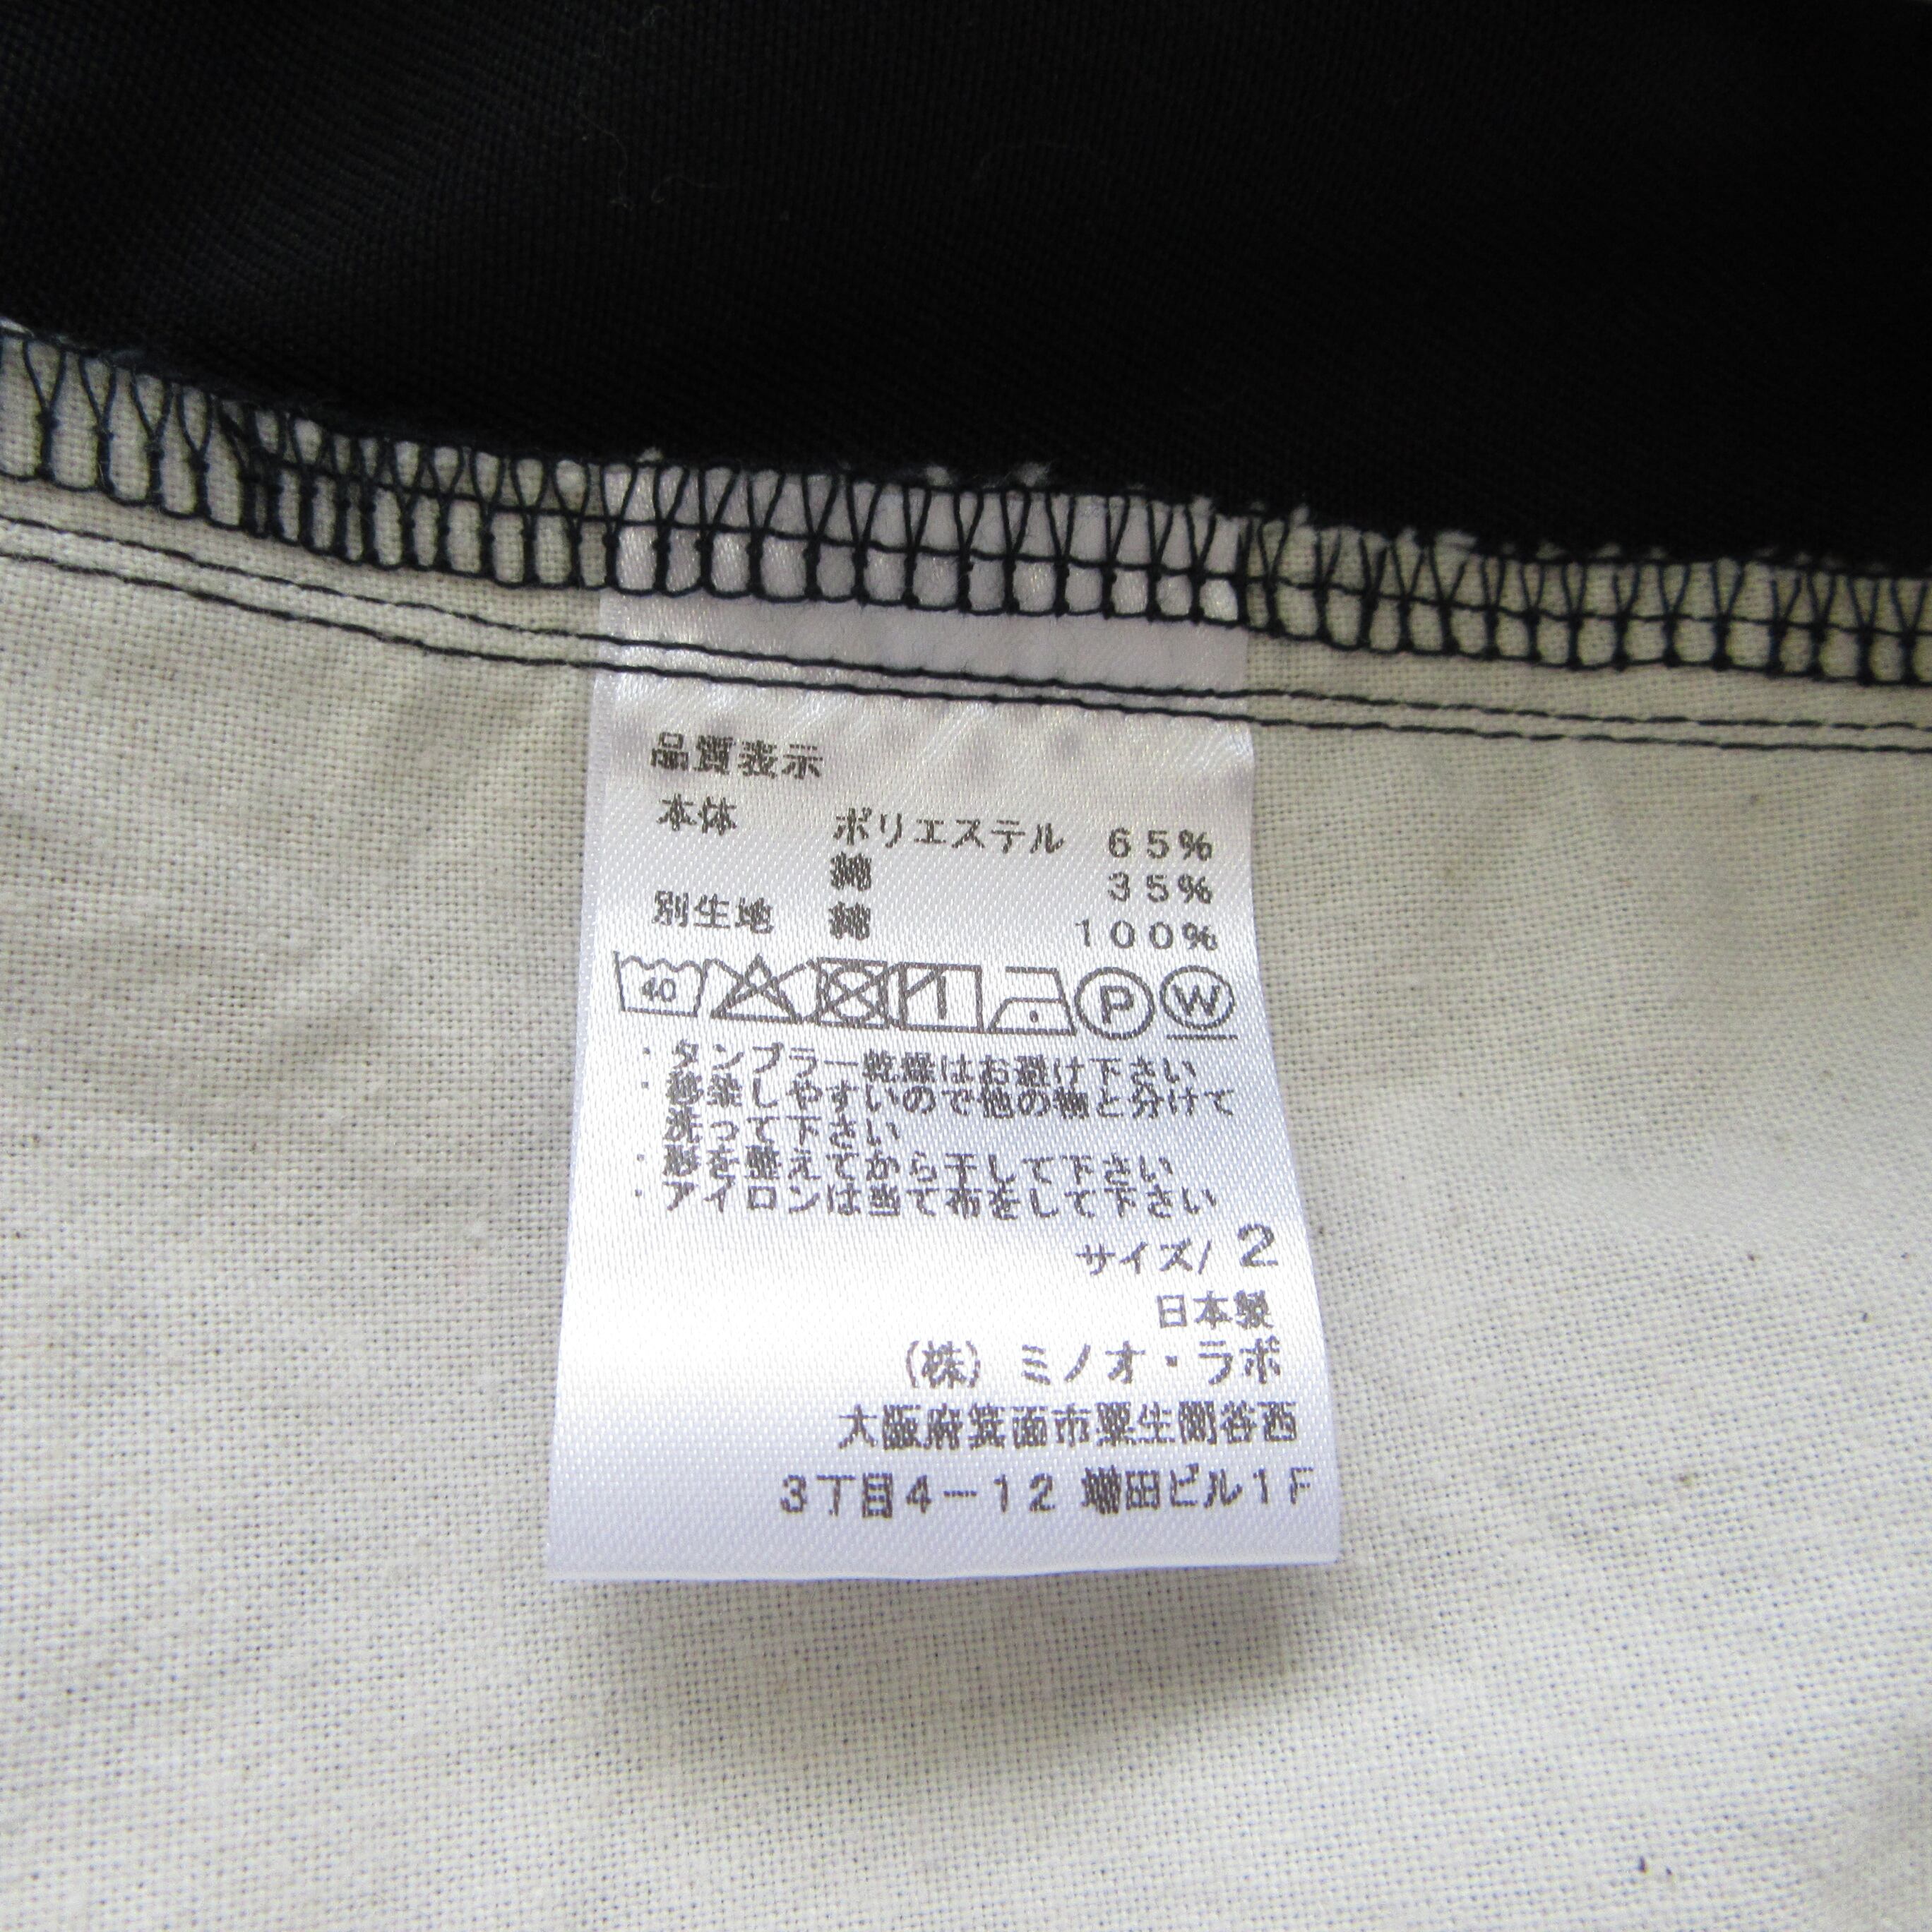 品質表示
本体 ポリエステル 65%
綿 35%
別生地 綿 100%
40 P W
・タンブラー乾燥はお避け下さい
・移染しやすいので他の物と分けて
洗って下さい
・形を整えてから干して下さい
・アイロンは当て布をして下さい
サイズ/ 2
日本製
(株) ミノオ・ラボ
大阪府箕面市粟生間谷西
3丁目4-12 増田ビル1F